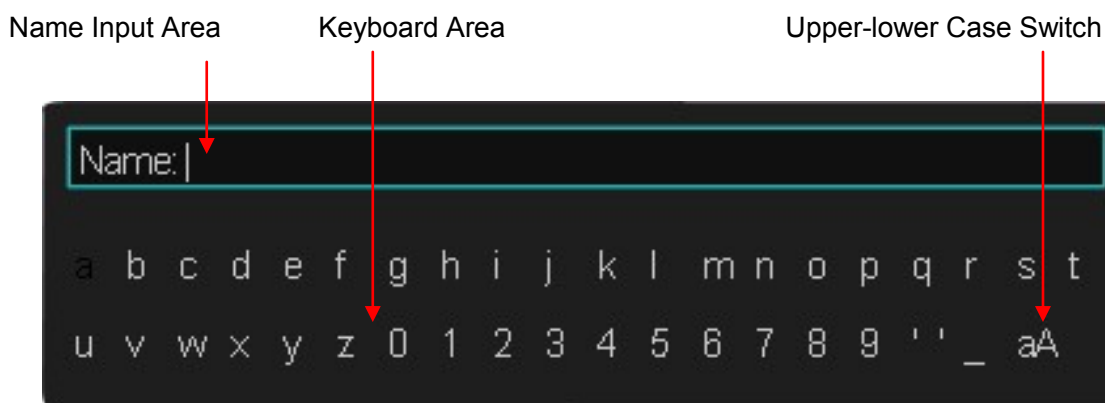 Name Input Area Keyboard Area Upper-lower Case Switch
Name:
a b c d e f g h i j k l m n o p q r s t
u v w x y z 0 1 2 3 4 5 6 7 8 9 ' ' _ aA